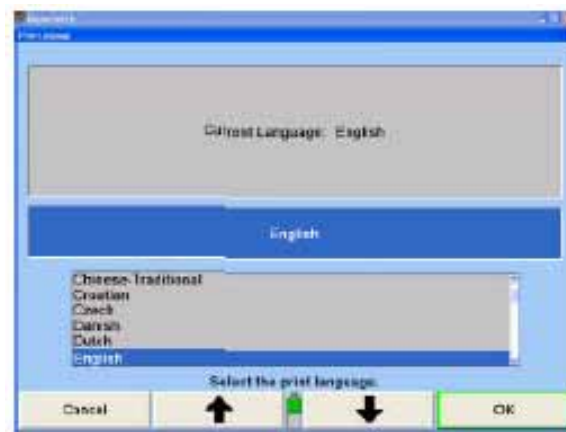 Current Language: English
English
Chinese-Traditional
Croatian
Czech
Danish
Dutch
English
Select the print language.
Cancel
OK